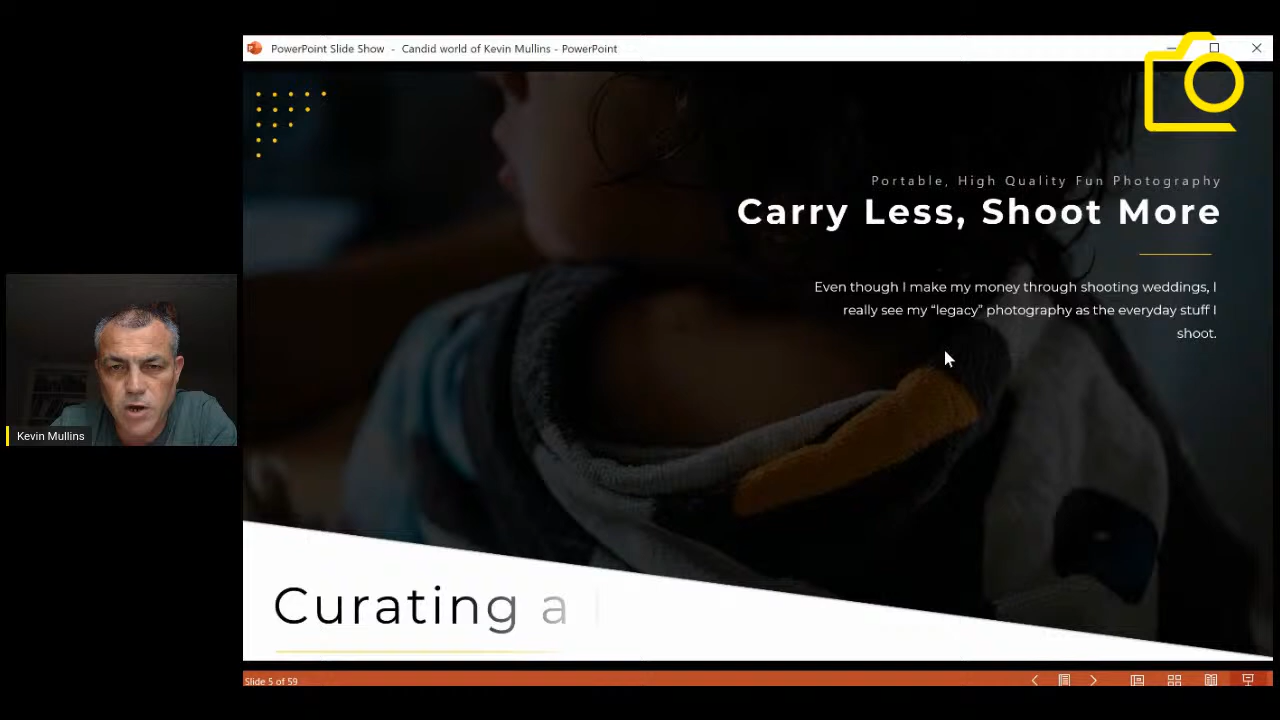 PowerPoint Slide Show - Candid world of Kevin Mullins - PowerPoint
Portable, High Quality Fun Photography
Carry Less, Shoot More
Even though I make my money through shooting weddings, I
really see my “legacy” photography as the everyday stuff I
shoot.
Kevin Mullins
Curating a
Slide 5 of 59